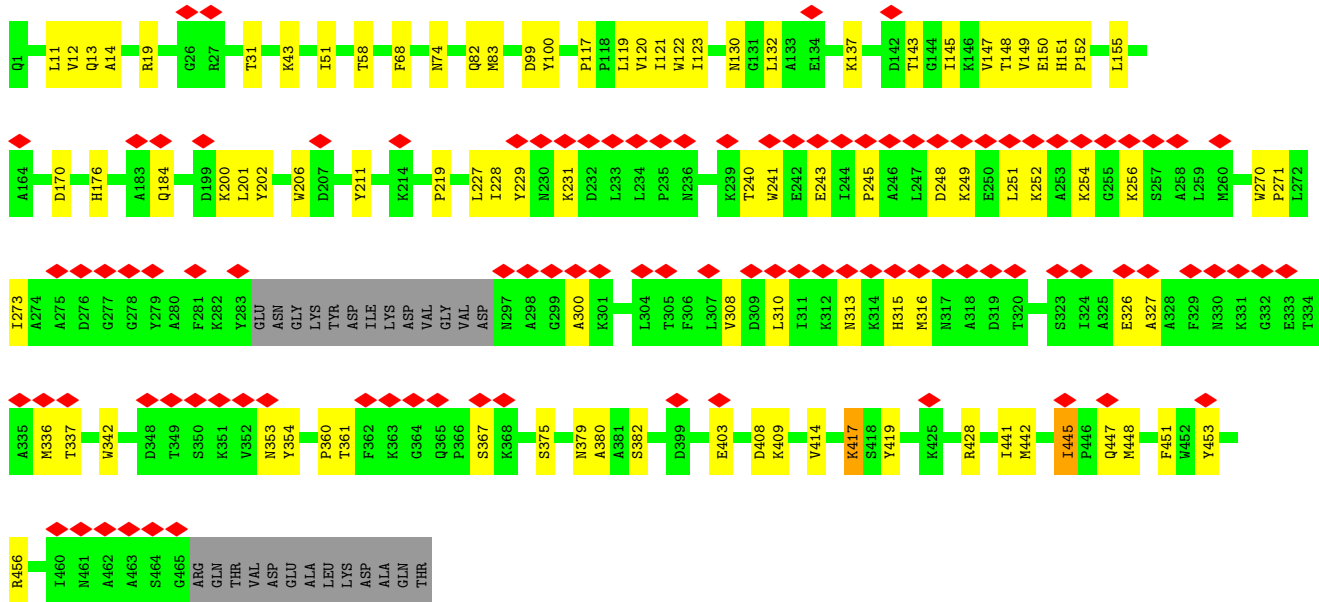 Q1 L11 V12 Q13 A14 R19 G26 R27 T31 K43 I51 T58 F68 N74 Q82 M83 D99 Y100 P117 P118 L119 V120 I121 W122 I123 N130 G131 L132 A133 E134 K137 D142 T143 G144 I145 K146 V147 T148 V149 E150 H151 P152 L155
A164 D170 H176 A183 Q184 D199 K200 L201 Y202 W206 D207 Y211 K214 P219 L227 I228 Y229 N230 K231 D232 L233 L234 P235 N236 K239 T240 W241 E242 E243 I244 P245 A246 L247 D248 K249 E250 L251 K252 A253 K254 G255 K256 S257 A258 L259 M260 W270 P271 L272
I273 A274 A275 D276 G277 G278 Y279 A280 F281 K282 Y283 GLU ASN GLY LYS TYR ASP ILE LYS ASP VAL GLY VAL ASP N297 A298 G299 A300 K301 L304 T305 F306 L307 V308 D309 L310 I311 K312 N313 K314 H315 M316 N317 A318 D319 T320 S323 I324 A325 E326 A327 A328 F329 N330 K331 G332 E333 T334
A335 M336 T337 W342 D348 T349 S350 K351 V352 N353 Y354 P360 T361 F362 K363 G364 Q365 P366 S367 K368 S375 N379 A380 A381 S382 D399 E403 D408 K409 V414 K417 S418 Y419 K425 R428 I441 M442 I445 P446 Q447 M448 F451 W452 Y453
R456 I460 N461 A462 A463 S464 G465 ARG GLN THR VAL ASP GLU ALA LEU LYS ASP ALA GLN THR